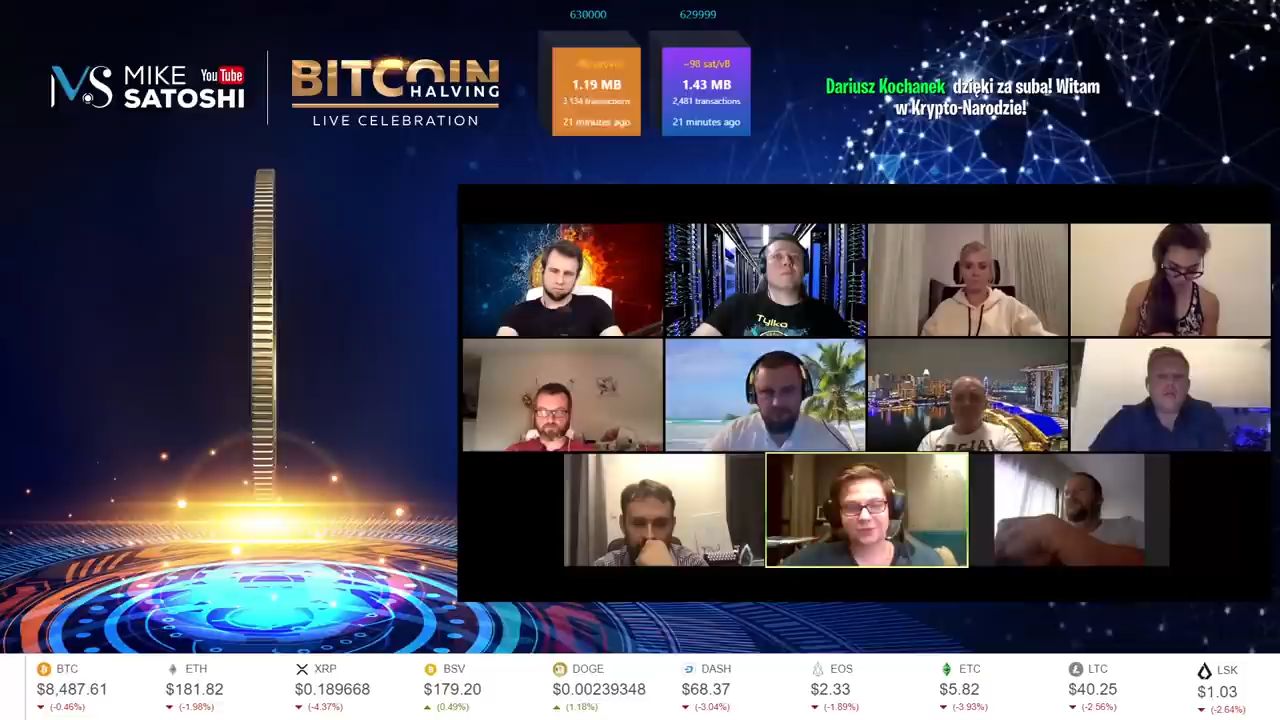 630000
629999
MIKE
YouTube
SATOSHI
BITCOIN
HALVING
LIVE CELEBRATION
1.19 MB
3,134 transactions
21 minutes ago
~98 sat/vB
1.43 MB
2,481 transactions
21 minutes ago
Dariusz Kochanek dzięki za suba! Witam
w Krypto-Narodzie!
Tylko
BTC
$8,487.61
(-0.46%)
ETH
$181.82
(-1.98%)
XRP
$0.189668
(-4.37%)
BSV
$179.20
(0.49%)
DOGE
$0.00239348
(1.18%)
DASH
$68.37
(-3.04%)
EOS
$2.33
(-1.89%)
ETC
$5.82
(-3.93%)
LTC
$40.25
(-2.56%)
LSK
$1.03
(-2.64%)